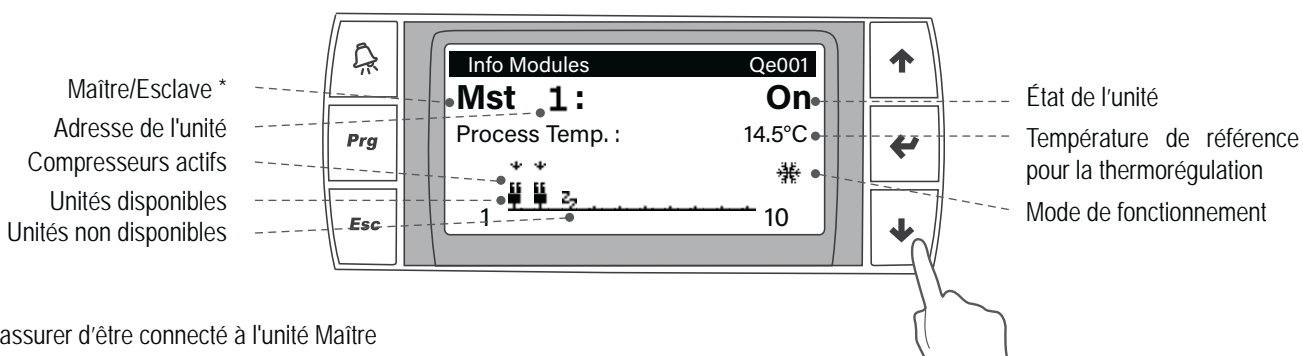 Info Modules Qe001
Mst 1: On
Process Temp. : 14.5°C
1 10
Prg
Esc
Maître/Esclave *
Adresse de l'unité
Compresseurs actifs
Unités disponibles
Unités non disponibles
État de l’unité
Température de référence
pour la thermorégulation
Mode de fonctionnement
assurer d’être connecté à l'unité Maître